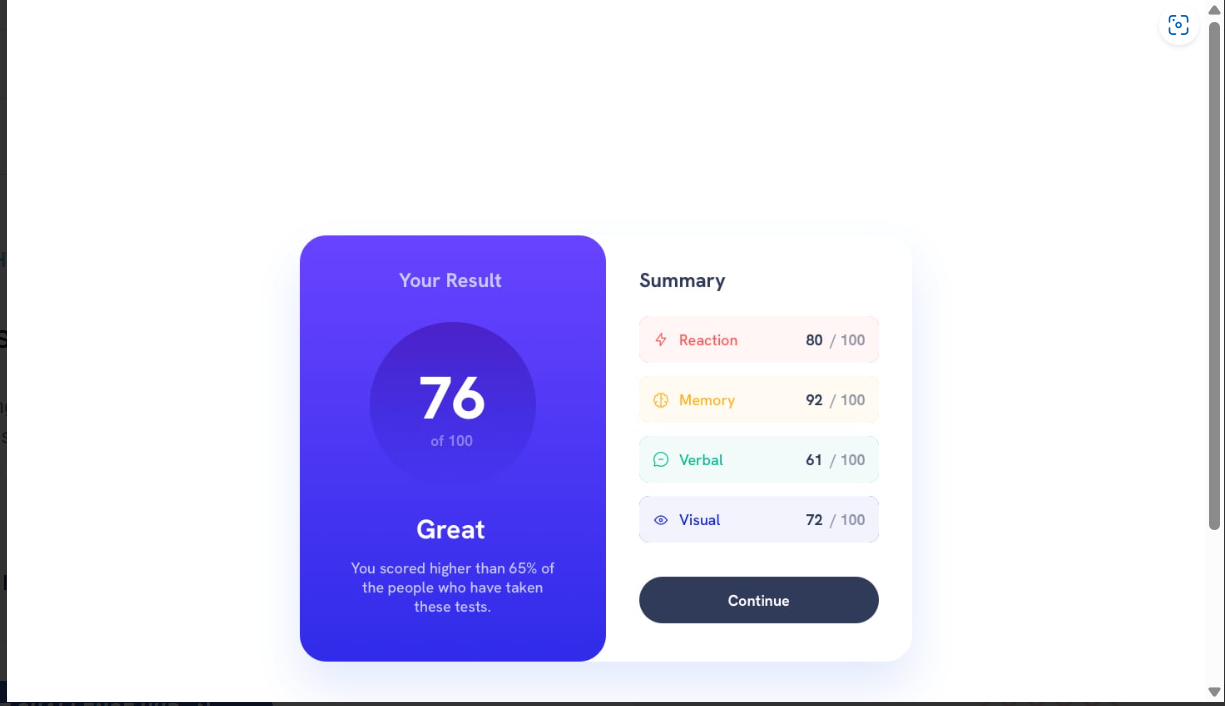 Your Result
76
of 100
Great
You scored higher than 65% of
the people who have taken
these tests.
Summary
Reaction 80 / 100
Memory 92 / 100
Verbal 61 / 100
Visual 72 / 100
Continue